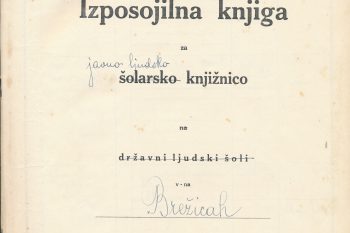 Izposojilna knjiga
za
javno ljudsko
šolarsko knjižnico
na
državni ljudski šoli
v - na
Brežicah